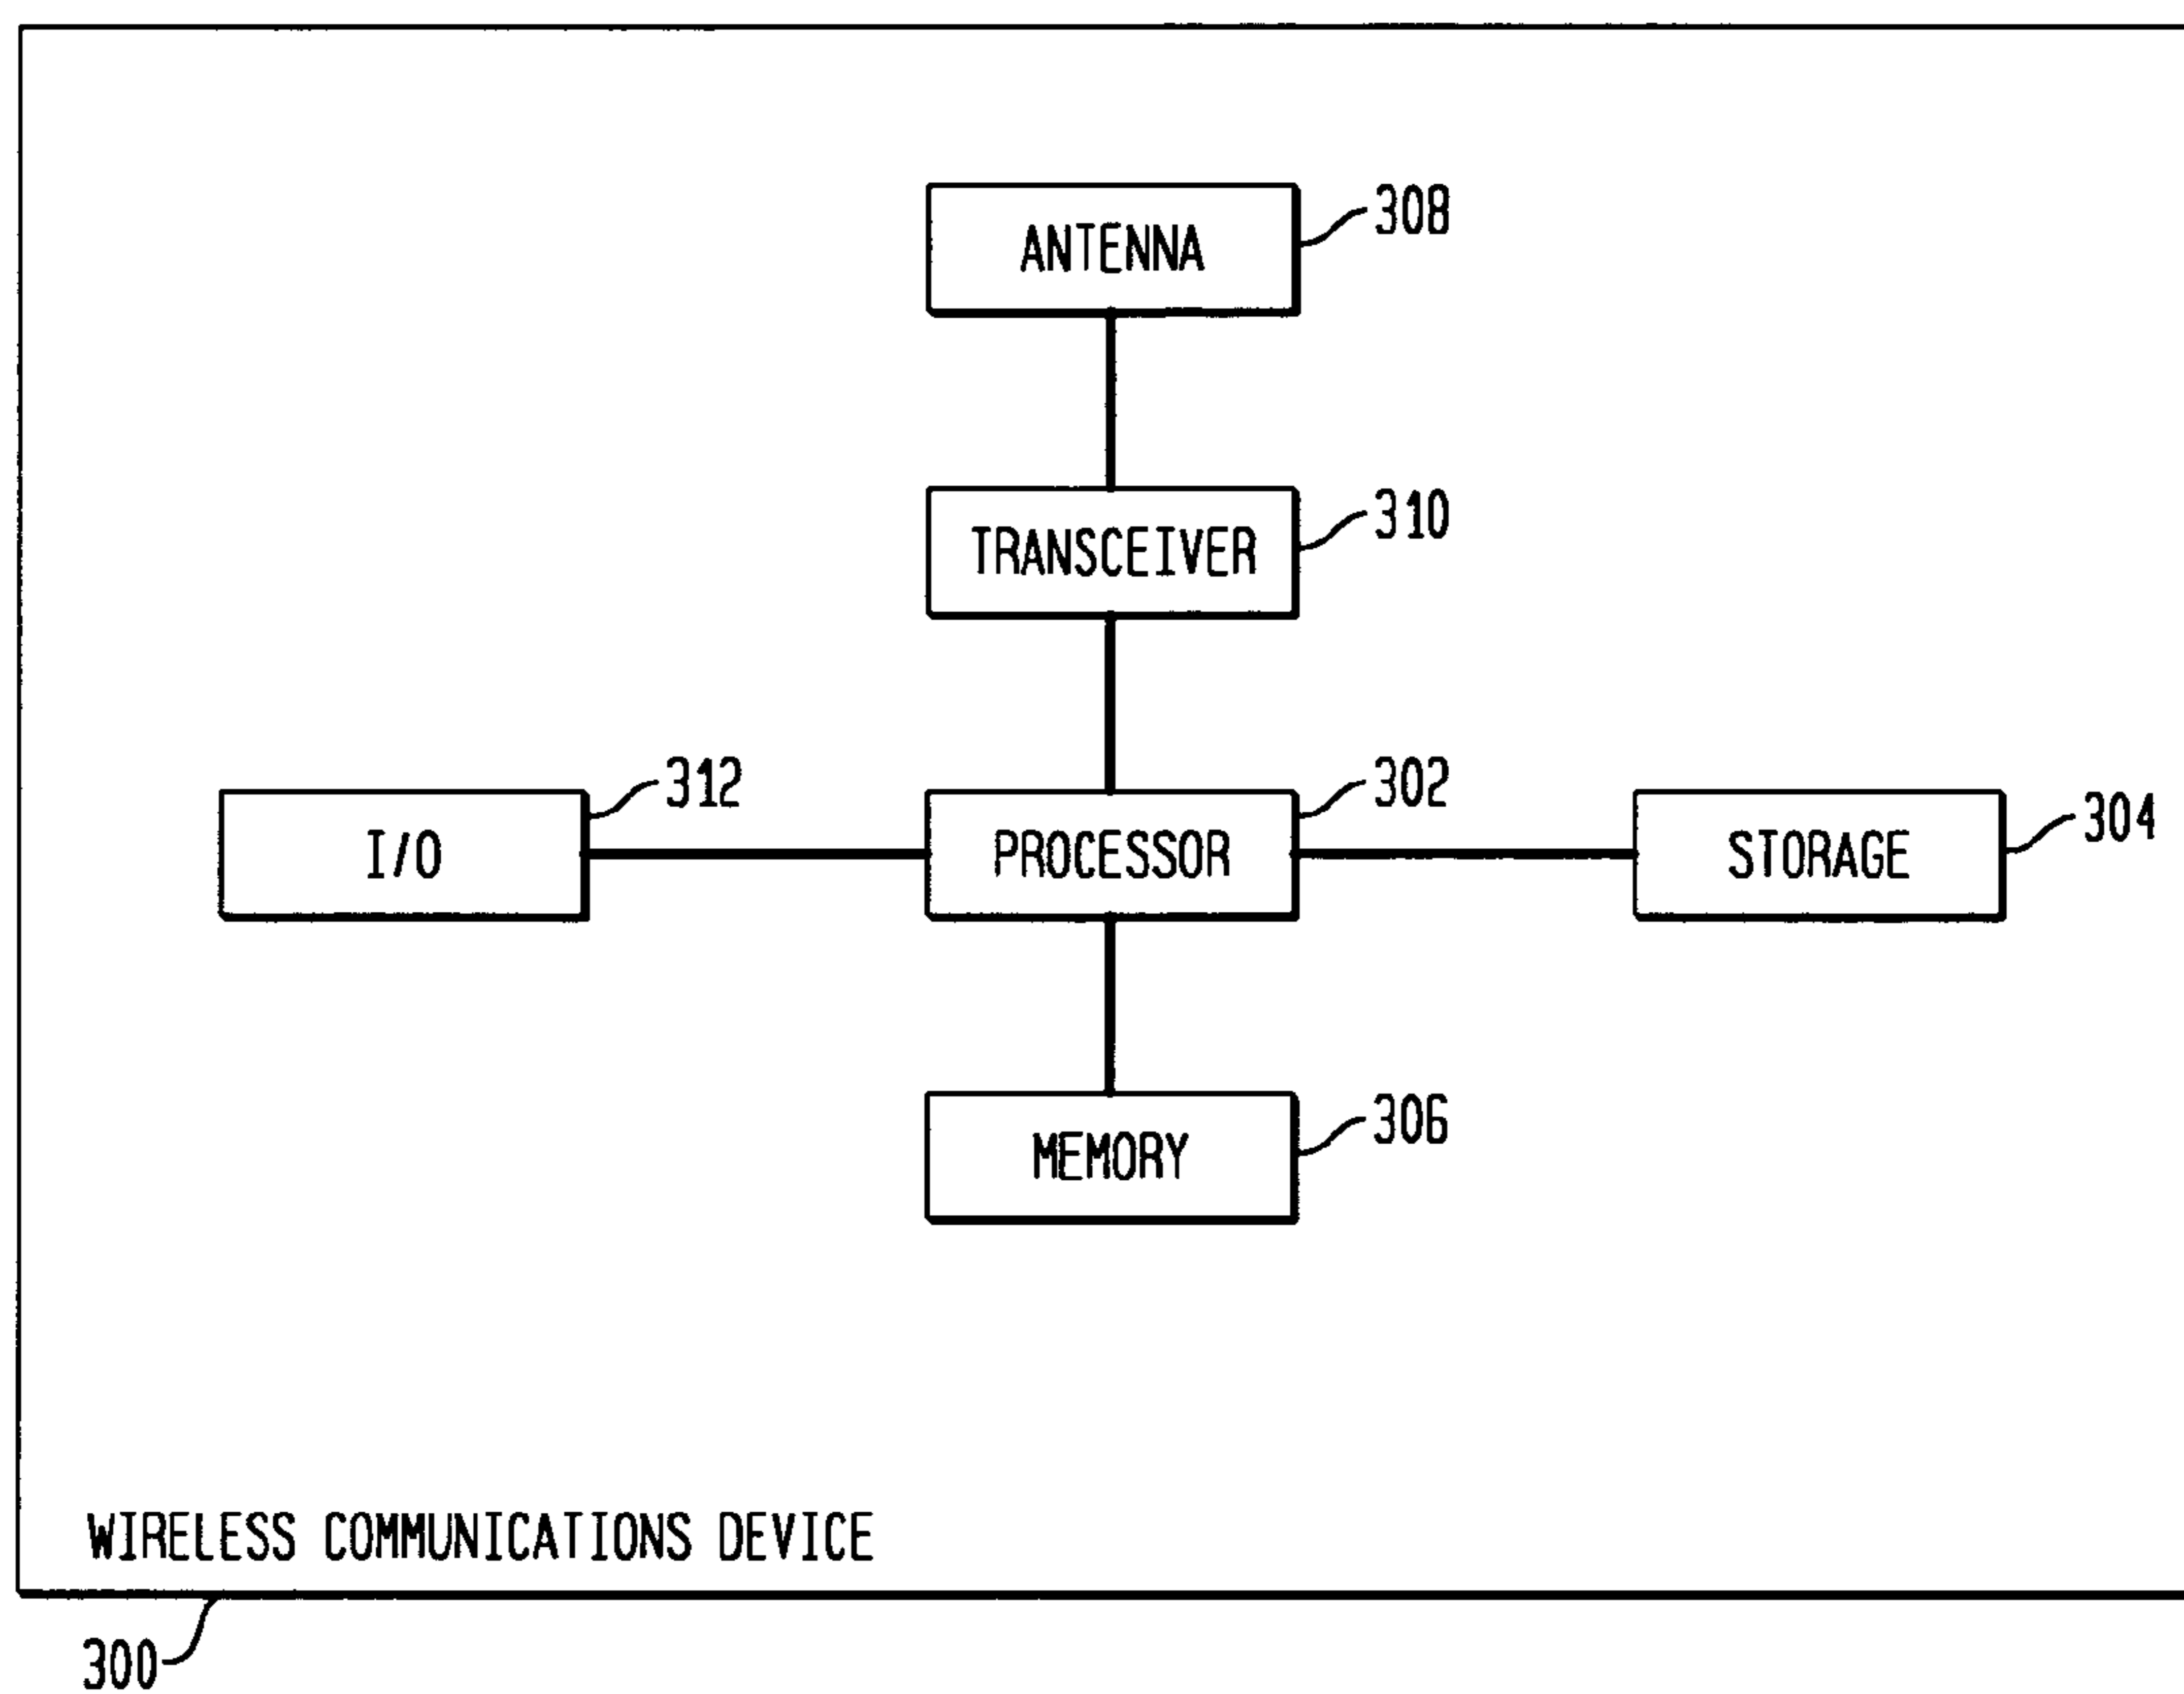 308
ANTENNA
310
TRANSCEIVER
312
302
304
I/O
PROCESSOR
STORAGE
306
MEMORY
WIRELESS COMMUNICATIONS DEVICE
300